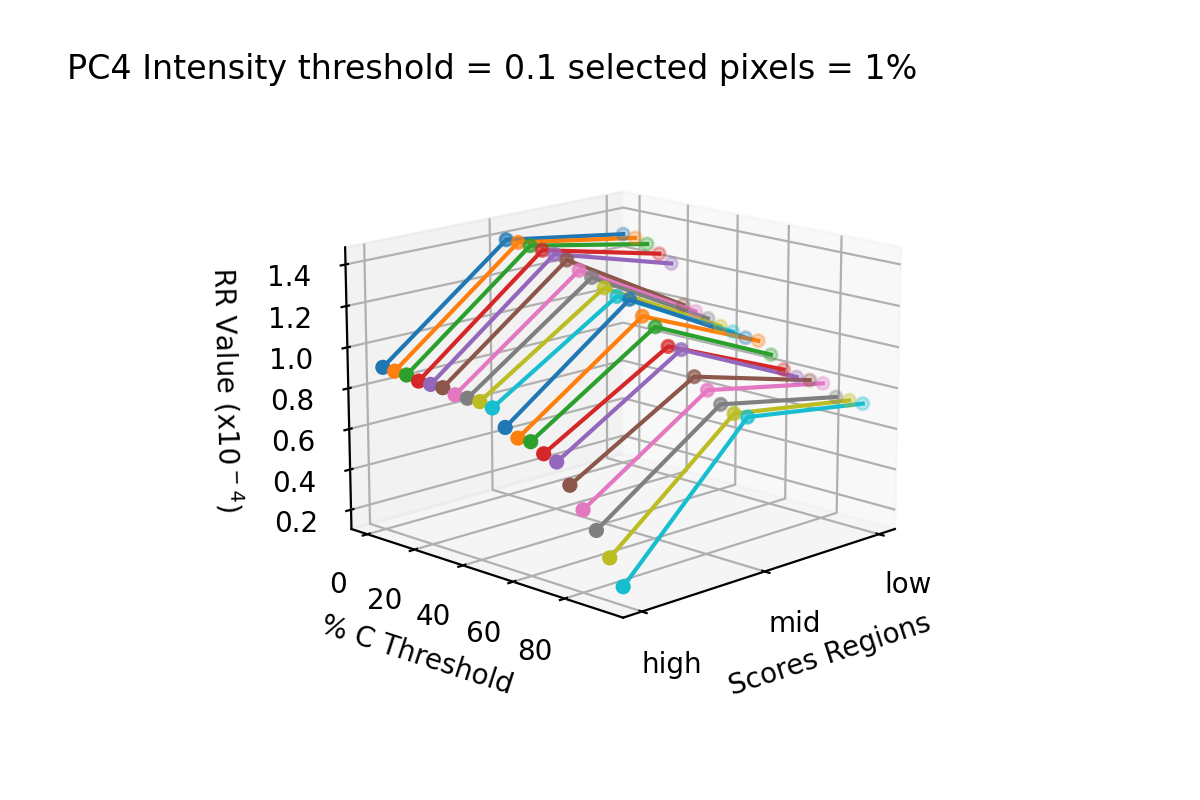 PC4 Intensity threshold = 0.1 selected pixels = 1%
RR Value (x10⁻⁴)
1.4
1.2
1.0
0.8
0.6
0.4
0.2
0
20
40
60
80
% C Threshold
high
mid
low
Scores Regions